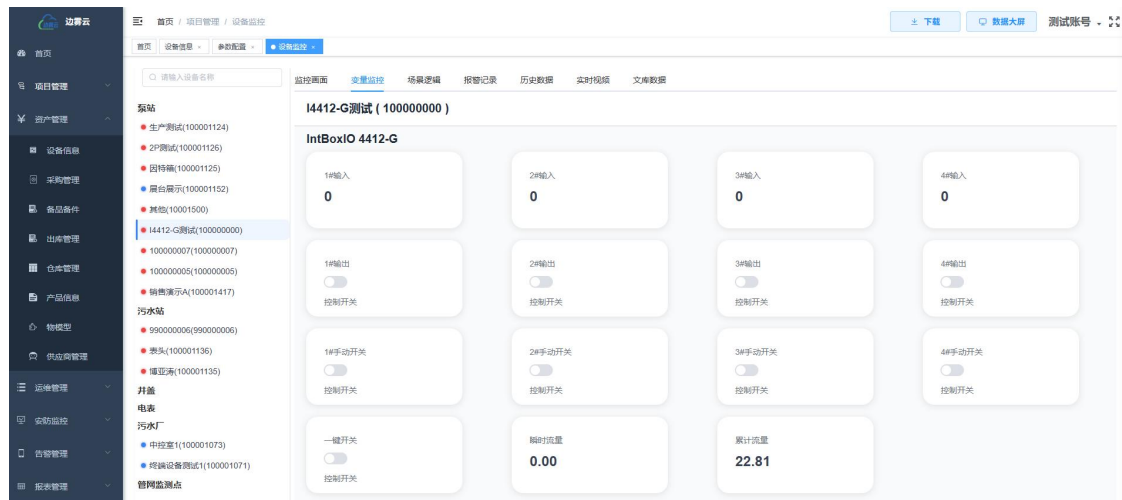 边雾云
首页 / 项目管理 / 设备监控
下载
数据大屏
测试账号
首页
设备信息 ×
参数配置 ×
设备监控 ×
首页
项目管理
资产管理
设备信息
采购管理
备品备件
出库管理
仓库管理
产品信息
物模型
供应商管理
运维管理
安防监控
告警管理
报表管理
请输入设备名称
泵站
生产测试(100001124)
2P测试(100001126)
因特箱(100001125)
展台展示(100001152)
其他(10001500)
I4412-G测试(100000000)
100000007(100000007)
100000005(100000005)
销售演示A(100001417)
污水站
990000006(990000006)
表头(100001136)
博亚涛(100001135)
井盖
电表
污水厂
中控室1(100001073)
终端设备测试1(100001071)
管网监测点
监控画面 变量监控 场景逻辑 报警记录 历史数据 实时视频 文库数据
I4412-G测试 ( 100000000 )
IntBoxIO 4412-G
1#输入
0
2#输入
0
3#输入
0
4#输入
0
1#输出
控制开关
2#输出
控制开关
3#输出
控制开关
4#输出
控制开关
1#手动开关
控制开关
2#手动开关
控制开关
3#手动开关
控制开关
4#手动开关
控制开关
一键开关
控制开关
瞬时流量
0.00
累计流量
22.81